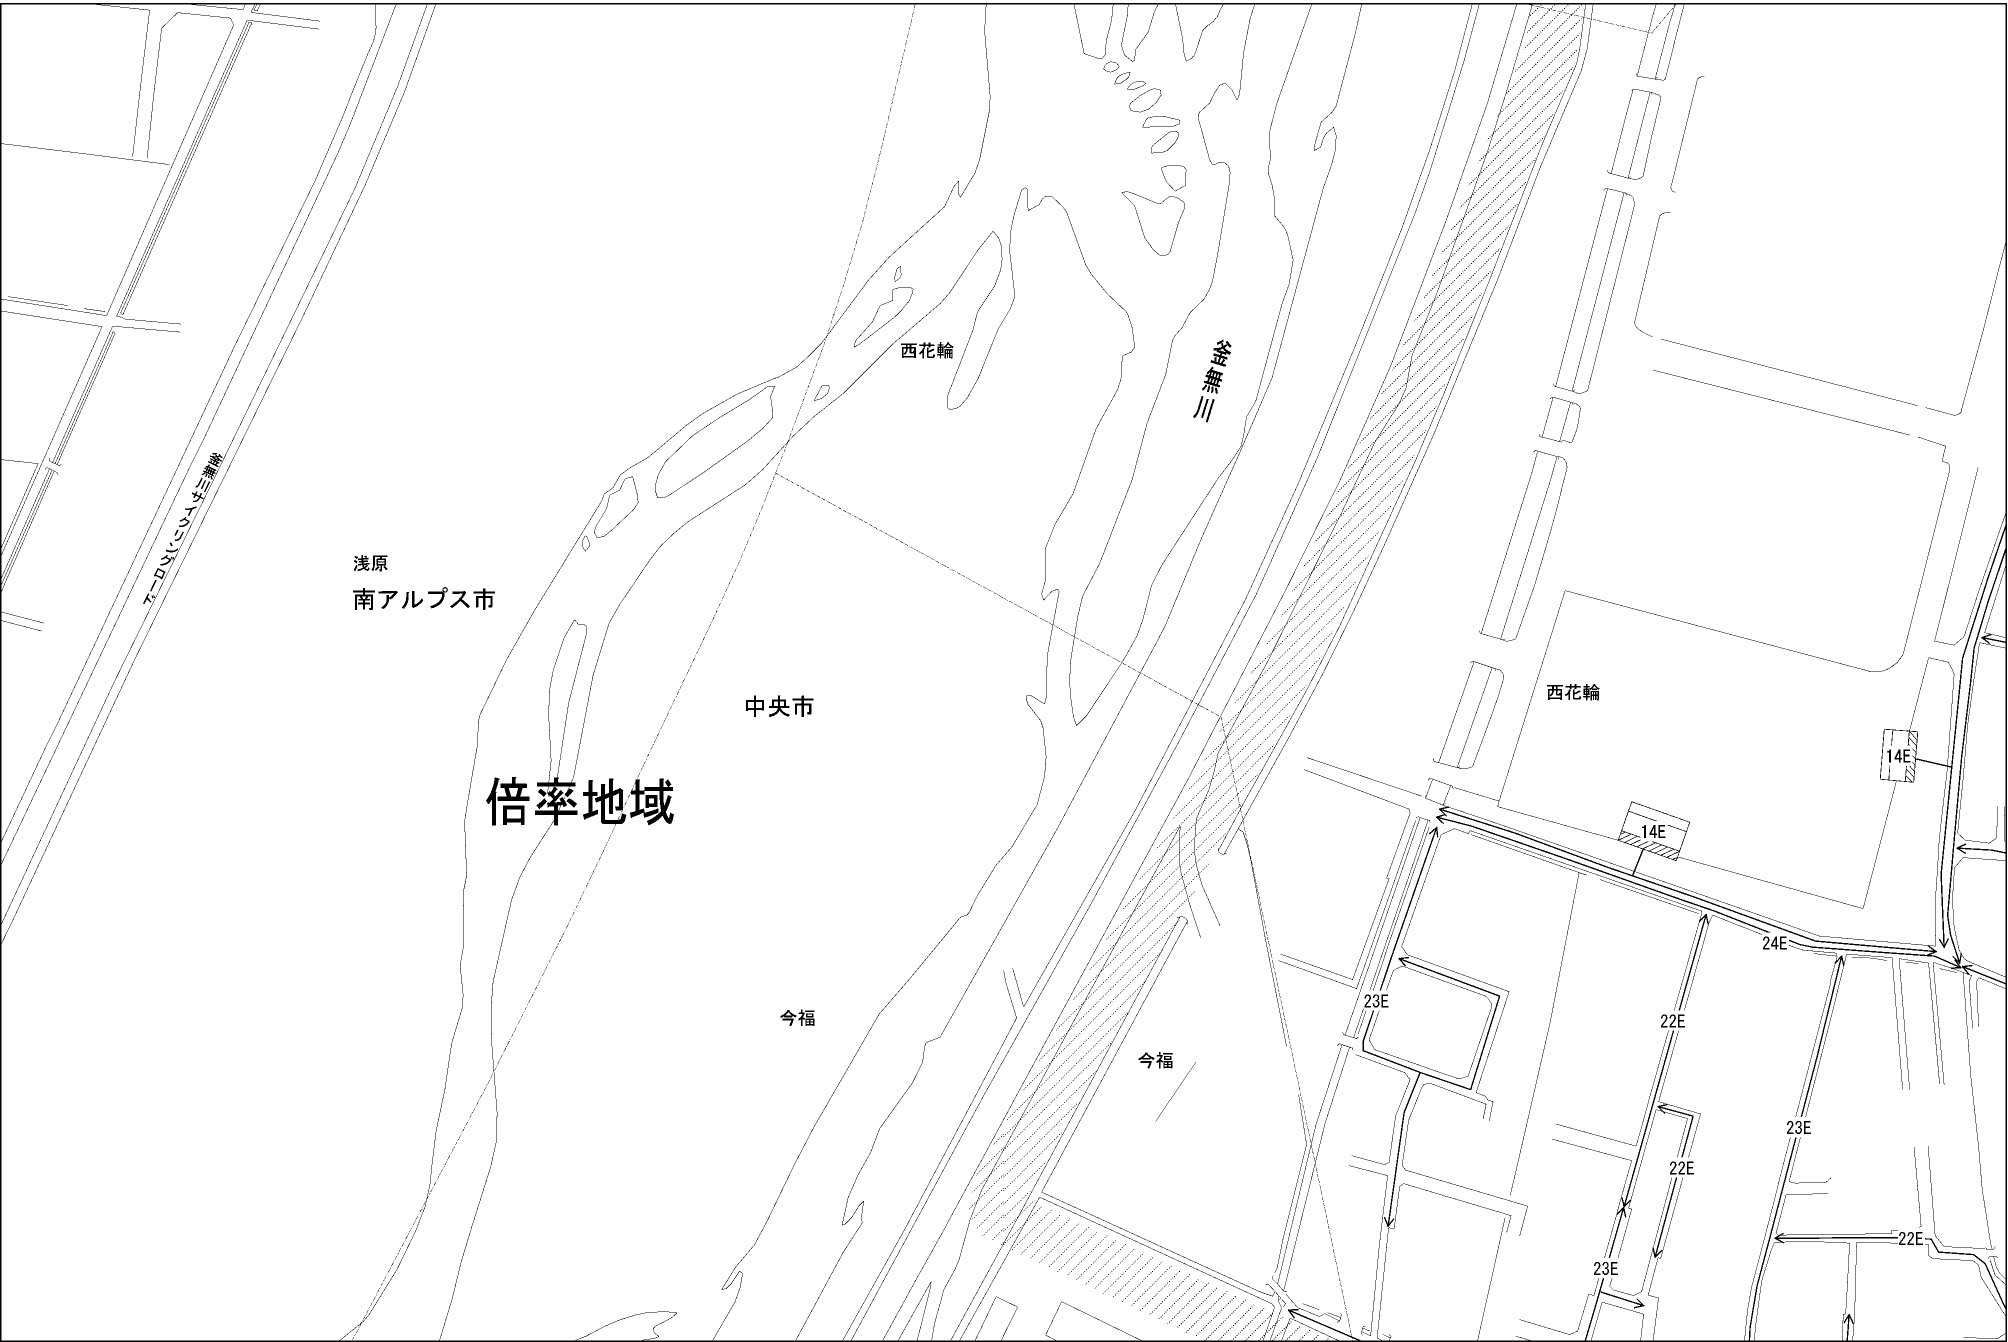 西花輪
釜無川
釜無川サイクリングロード
浅原
南アルプス市
中央市
西花輪
14E
倍率地域
14E
24E
23E
22E
今福
今福
23E
22E
22E
23E